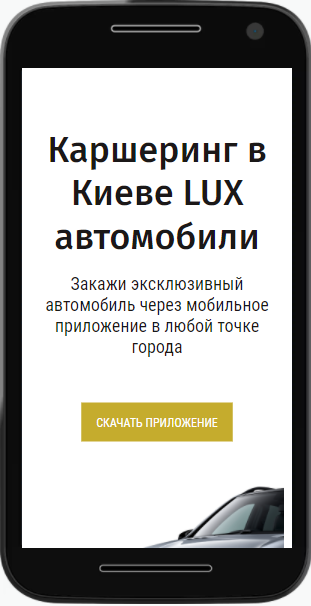 Каршеринг в
Киеве LUX
автомобили
Закажи эксклюзивный
автомобиль через мобильное
приложение в любой точке
города
СКАЧАТЬ ПРИЛОЖЕНИЕ